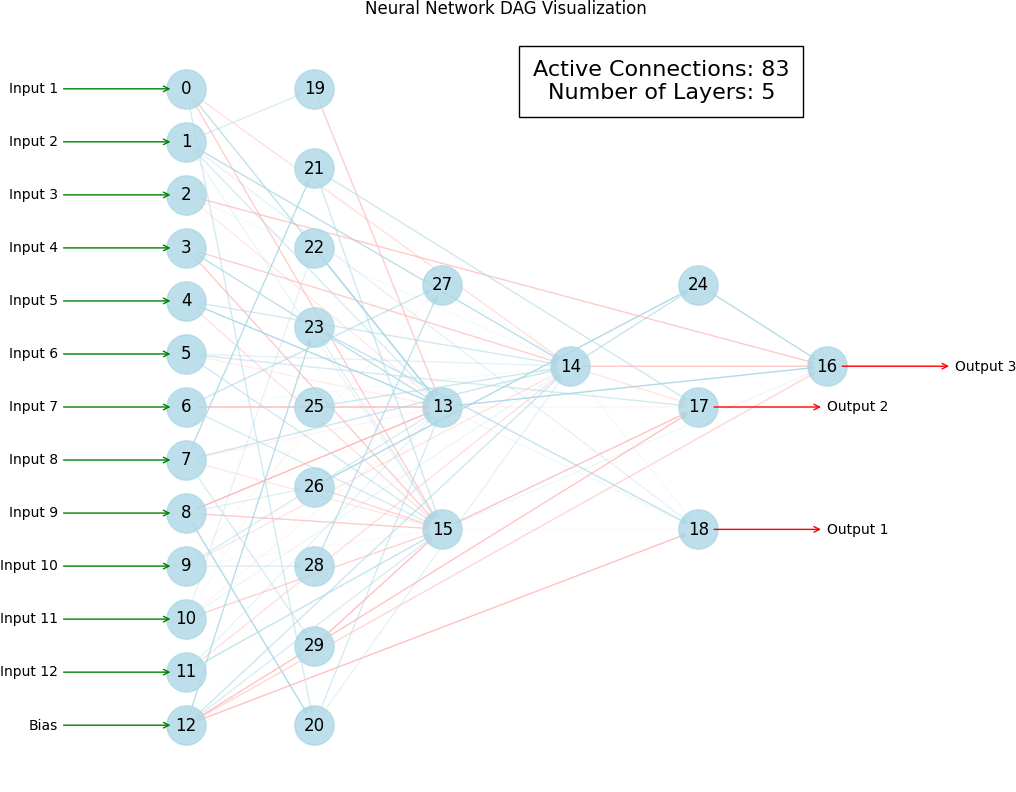 Neural Network DAG Visualization
Active Connections: 83
Number of Layers: 5
Input 1
0
19
Input 2
1
21
Input 3
2
Input 4
3
22
27
24
Input 5
4
23
Input 6
5
14
16
Output 3
Input 7
6
25
13
17
Output 2
Input 8
7
26
Input 9
8
15
18
Output 1
Input 10
9
28
Input 11
10
29
Input 12
11
Bias
12
20